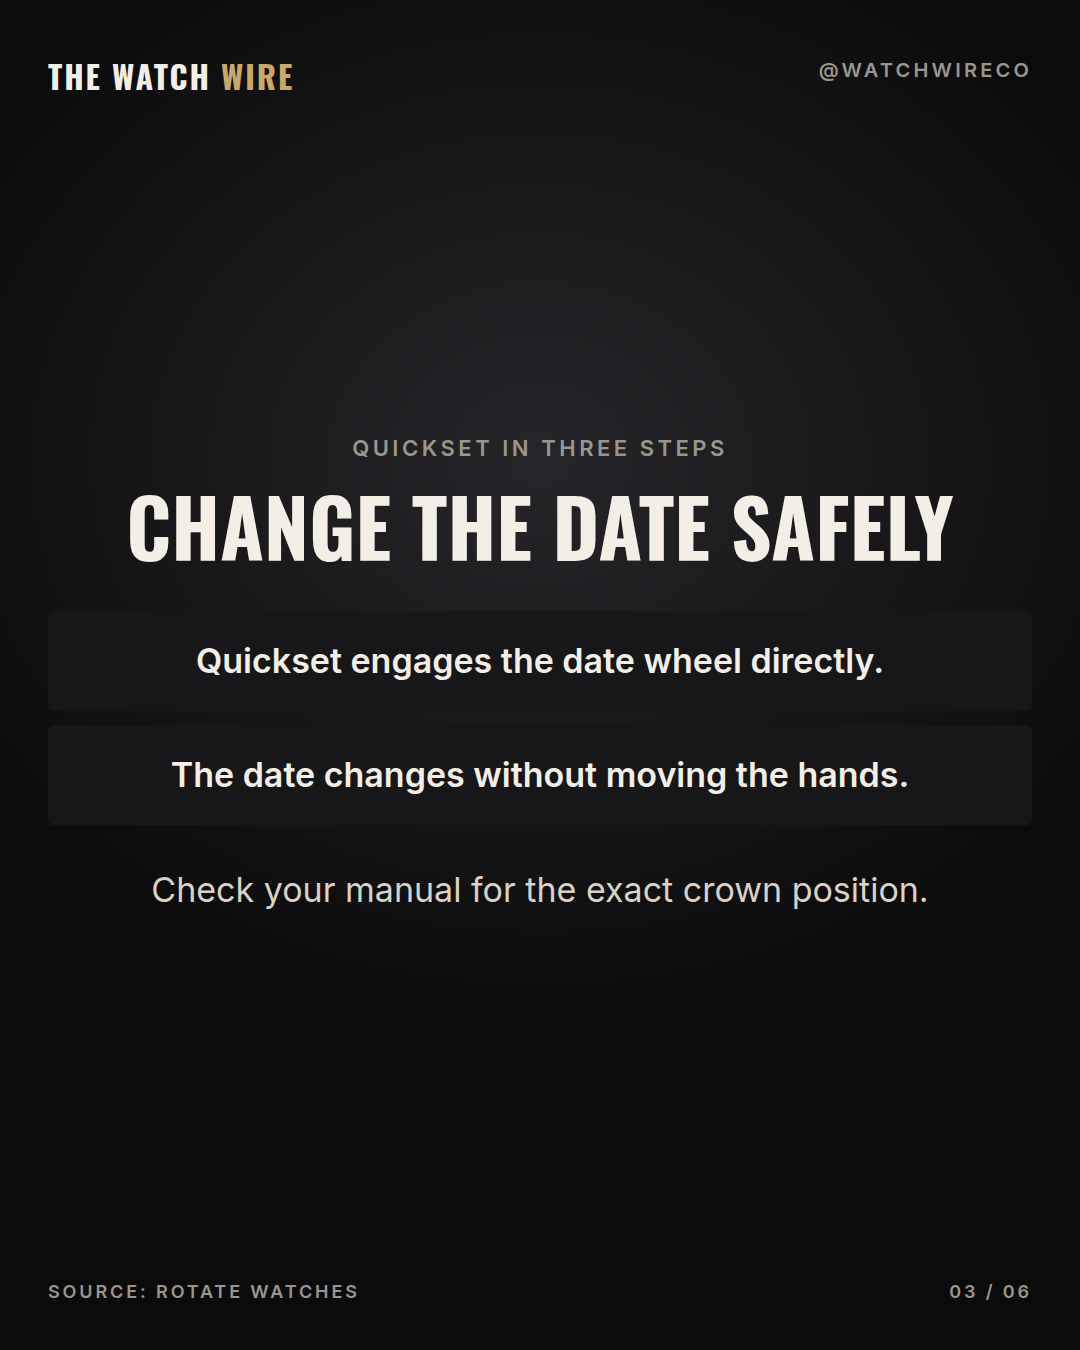 THE WATCH WIRE
@WATCHWIRECO
QUICKSET IN THREE STEPS
CHANGE THE DATE SAFELY
Quickset engages the date wheel directly.
The date changes without moving the hands.
Check your manual for the exact crown position.
SOURCE: ROTATE WATCHES
03 / 06